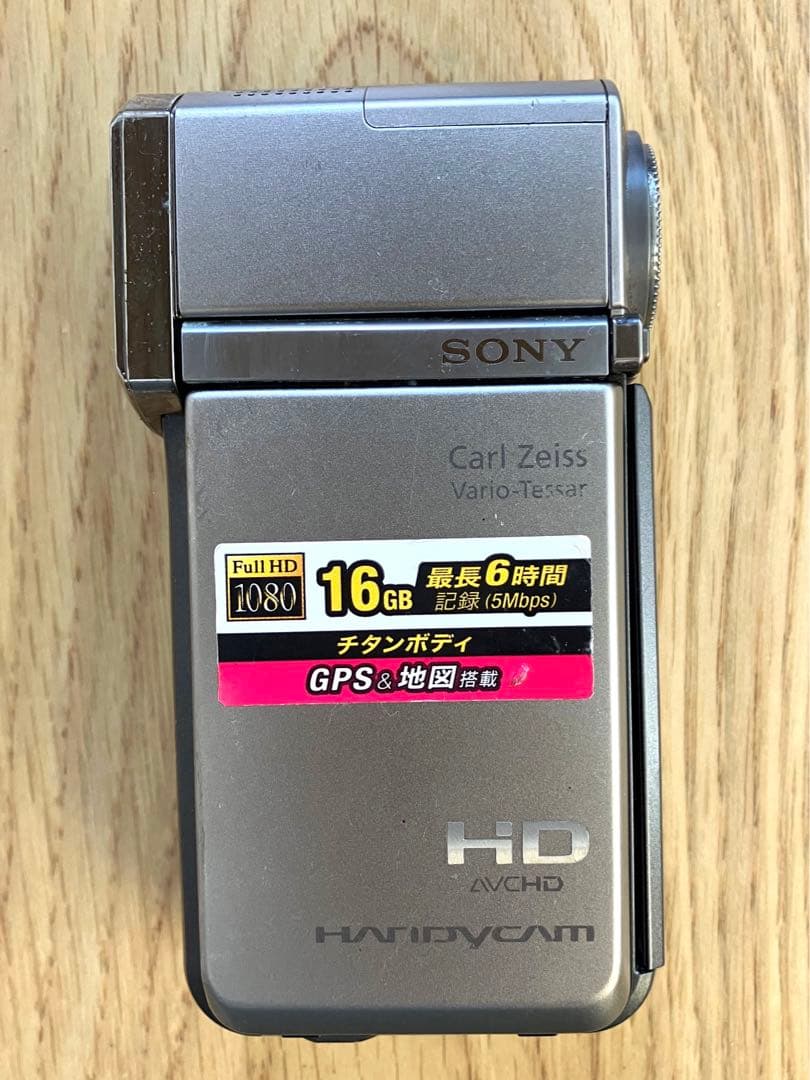 SONY
Carl Zeiss
Vario-Tessar
Full HD
1080
16GB
最長6時間
記録(5Mbps)
チタンボディ
GPS&地図搭載
HD
AVCHD
HANDYCAM